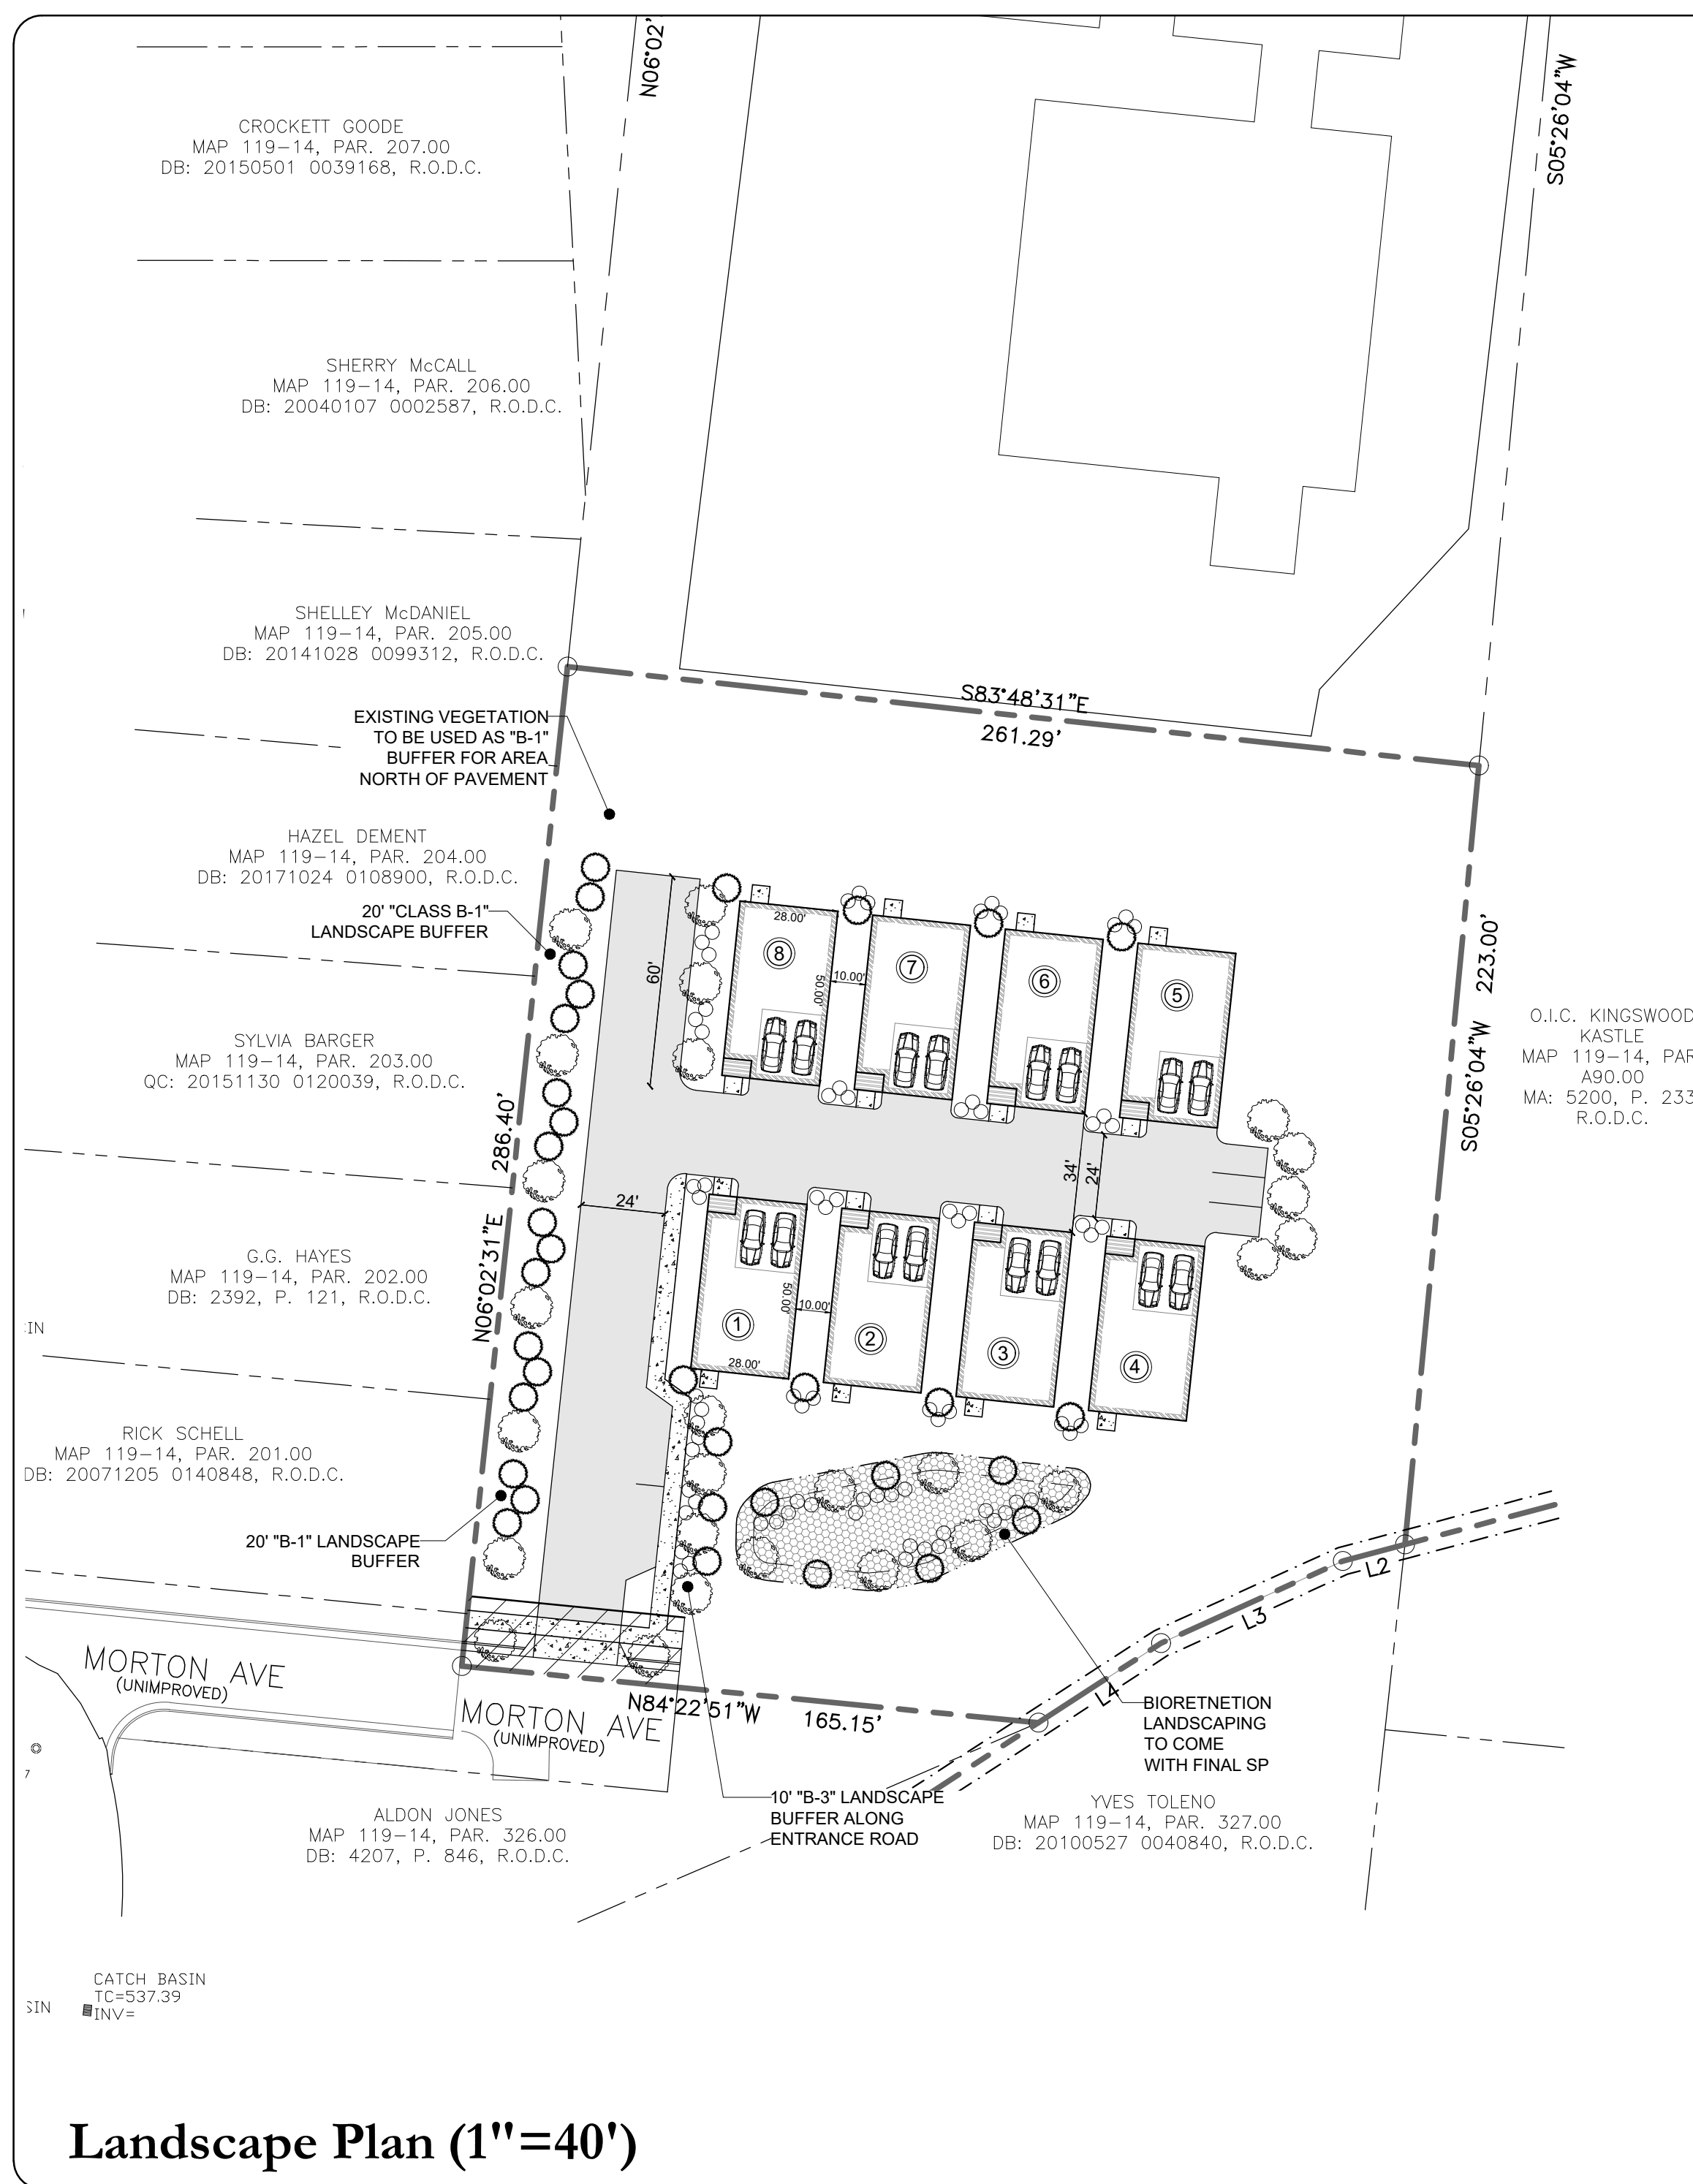 N06°02'
S05°26'04"W
CROCKETT GOODE
MAP 119-14, PAR. 207.00
DB: 20150501 0039168, R.O.D.C.
SHERRY McCALL
MAP 119-14, PAR. 206.00
DB: 20040107 0002587, R.O.D.C.
SHELLEY McDANIEL
MAP 119-14, PAR. 205.00
DB: 20141028 0099312, R.O.D.C.
S83°48'31"E
261.29'
EXISTING VEGETATION
TO BE USED AS "B-1"
BUFFER FOR AREA
NORTH OF PAVEMENT
HAZEL DEMENT
MAP 119-14, PAR. 204.00
DB: 20171024 0108900, R.O.D.C.
20' "CLASS B-1"
LANDSCAPE BUFFER
28.00'
8
7
6
5
60'
50.00'
10.00'
S05°26'04"W 223.00'
O.I.C. KINGSWOOD
KASTLE
MAP 119-14, PAR
A90.00
MA: 5200, P. 233
R.O.D.C.
SYLVIA BARGER
MAP 119-14, PAR. 203.00
QC: 20151130 0120039, R.O.D.C.
N06°02'31"E 286.40'
34'
24'
24'
G.G. HAYES
MAP 119-14, PAR. 202.00
DB: 2392, P. 121, R.O.D.C.
IN
50.00'
10.00'
1
2
3
4
28.00'
RICK SCHELL
MAP 119-14, PAR. 201.00
DB: 20071205 0140848, R.O.D.C.
20' "B-1" LANDSCAPE
BUFFER
L2
L3
L4
MORTON AVE
(UNIMPROVED)
MORTON AVE
(UNIMPROVED)
N84°22'51"W 165.15'
BIORETNETION
LANDSCAPING
TO COME
WITH FINAL SP
7
10' "B-3" LANDSCAPE
BUFFER ALONG
ENTRANCE ROAD
ALDON JONES
MAP 119-14, PAR. 326.00
DB: 4207, P. 846, R.O.D.C.
YVES TOLENO
MAP 119-14, PAR. 327.00
DB: 20100527 0040840, R.O.D.C.
CATCH BASIN
TC=537.39
INV=
SIN
Landscape Plan (1"=40')